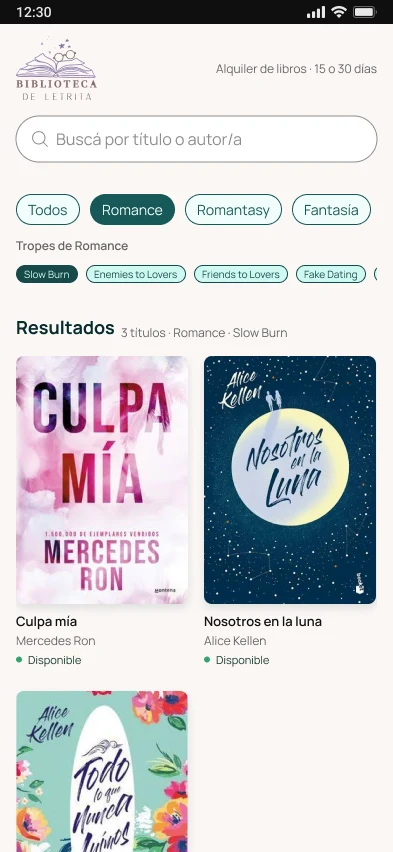 12:30
BIBLIOTECA
DE LETRITA
Alquiler de libros · 15 o 30 días
Buscá por título o autor/a
Todos
Romance
Romantasy
Fantasía
Tropes de Romance
Slow Burn
Enemies to Lovers
Friends to Lovers
Fake Dating
Resultados 3 títulos · Romance · Slow Burn
CULPA
MÍA
1.500.000 DE EJEMPLARES VENDIDOS
MERCEDES
RON
Montena
Alice
Kellen
Nosotros
en la
Luna
Booket
Culpa mía
Mercedes Ron
Disponible
Nosotros en la luna
Alice Kellen
Disponible
Alice
Kellen
Todo
lo que
nunca
fuimos